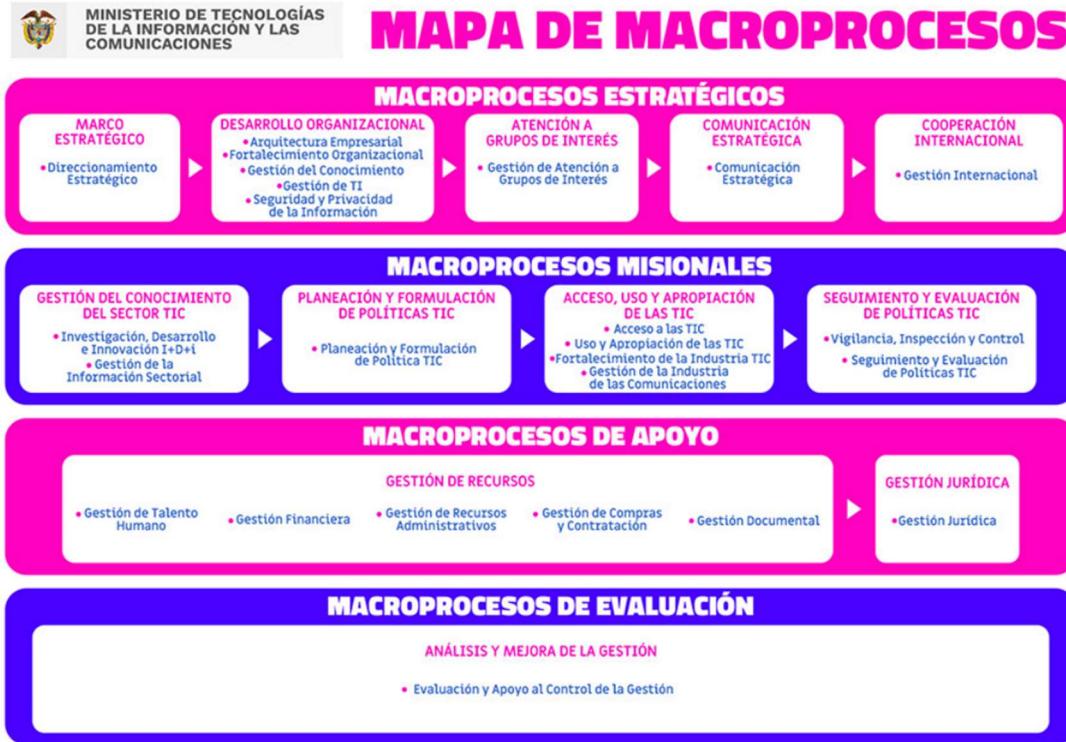 MINISTERIO DE TECNOLOGÍAS
DE LA INFORMACIÓN Y LAS
COMUNICACIONES
MAPA DE MACROPROCESOS
MACROPROCESOS ESTRATÉGICOS
MARCO
ESTRATÉGICO
•Direccionamiento
Estratégico
DESARROLLO ORGANIZACIONAL
•Arquitectura Empresarial
•Fortalecimiento Organizacional
•Gestión del Conocimiento
•Gestión de TI
•Seguridad y Privacidad
de la Información
ATENCIÓN A
GRUPOS DE INTERÉS
• Gestión de Atención a
Grupos de Interés
COMUNICACIÓN
ESTRATÉGICA
•Comunicación
Estratégica
COOPERACIÓN
INTERNACIONAL
• Gestión Internacional
MACROPROCESOS MISIONALES
GESTIÓN DEL CONOCIMIENTO
DEL SECTOR TIC
• Investigación, Desarrollo
e Innovación I+D+i
• Gestión de la
Información Sectorial
PLANEACIÓN Y FORMULACIÓN
DE POLÍTICAS TIC
• Planeación y Formulación
de Política TIC
ACCESO, USO Y APROPIACIÓN
DE LAS TIC
• Acceso a las TIC
• Uso y Apropiación de las TIC
•Fortalecimiento de la Industria TIC
• Gestión de la Industria
de las Comunicaciones
SEGUIMIENTO Y EVALUACIÓN
DE POLÍTICAS TIC
•Vigilancia, Inspección y Control
• Seguimiento y Evaluación
de Políticas TIC
MACROPROCESOS DE APOYO
GESTIÓN DE RECURSOS
• Gestión de Talento
Humano
•Gestión Financiera
• Gestión de Recursos
Administrativos
• Gestión de Compras
y Contratación
•Gestión Documental
GESTIÓN JURÍDICA
•Gestión Jurídica
MACROPROCESOS DE EVALUACIÓN
ANÁLISIS Y MEJORA DE LA GESTIÓN
• Evaluación y Apoyo al Control de la Gestión